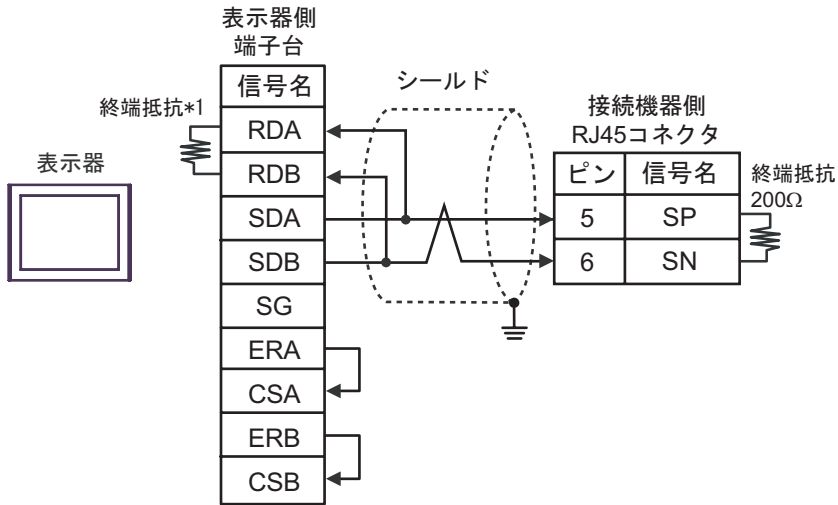 表示器側
端子台
信号名
RDA
RDB
SDA
SDB
SG
ERA
CSA
ERB
CSB
終端抵抗*1
表示器
シールド
接続機器側
RJ45コネクタ
ピン 信号名
5 SP
6 SN
終端抵抗
200Ω